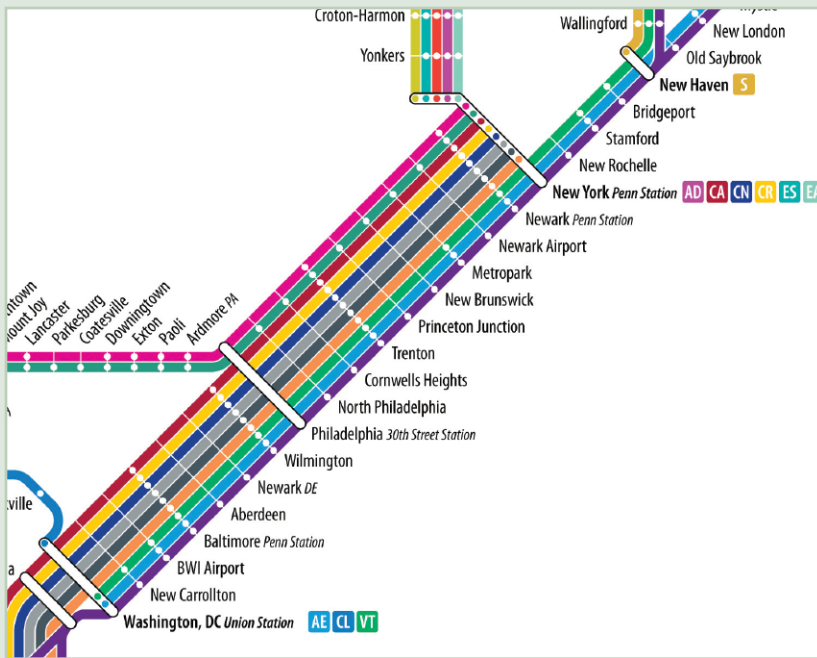 Croton-Harmon
Yonkers
Wallingford
New London
Old Saybrook
New Haven S
Bridgeport
Stamford
New Rochelle
New York Penn Station AD CA CN CR ES
Newark Penn Station
Newark Airport
Metropark
New Brunswick
Princeton Junction
Trenton
Cornwells Heights
North Philadelphia
Philadelphia 30th Street Station
Wilmington
Newark DE
Aberdeen
Baltimore Penn Station
BWI Airport
New Carrollton
Washington, DC Union Station AE CL VT
Lancaster
Parkesburg
Coatesville
Downingtown
Exton
Paoli
Ardmore PA